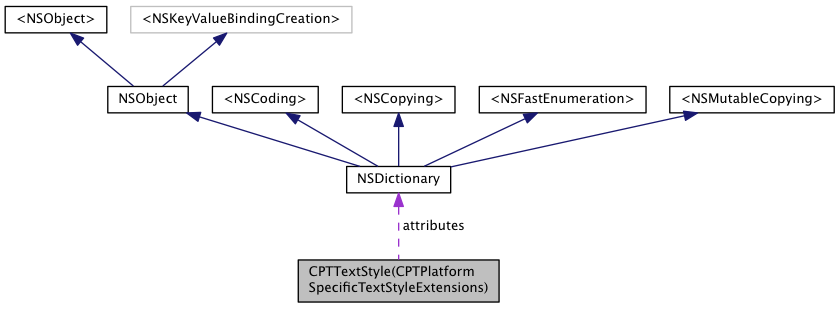 <NSObject>
<NSKeyValueBindingCreation>
NSObject
<NSCoding>
<NSCopying>
<NSFastEnumeration>
<NSMutableCopying>
NSDictionary
attributes
CPTTextStyle(CPTPlatform
SpecificTextStyleExtensions)